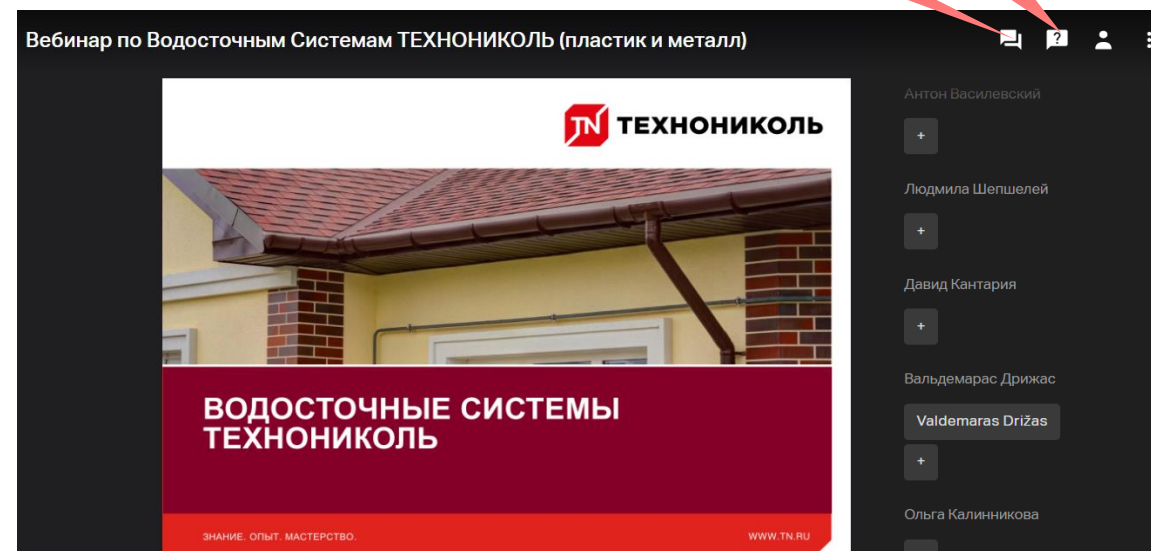 Вебинар по Водосточным Системам ТЕХНОНИКОЛЬ (пластик и металл)
?
TN ТЕХНОНИКОЛЬ
ВОДОСТОЧНЫЕ СИСТЕМЫ
ТЕХНОНИКОЛЬ
ЗНАНИЕ. ОПЫТ. МАСТЕРСТВО.
WWW.TN.RU
Антон Василевский
+
Людмила Шепшелей
+
Давид Кантария
+
Вальдемарас Дрижас
Valdemaras Drižas
+
Ольга Калинникова